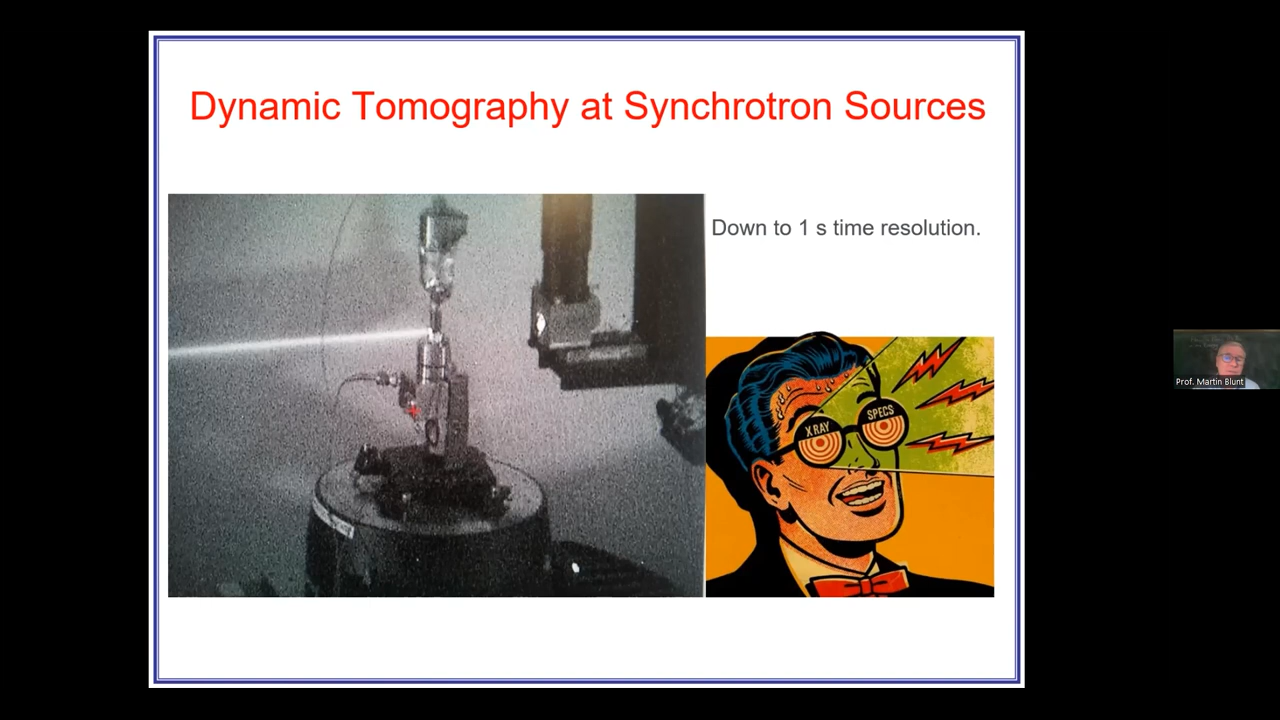 Dynamic Tomography at Synchrotron Sources
Down to 1 s time resolution.
X RAY
SPECS
Prof. Martin Blunt